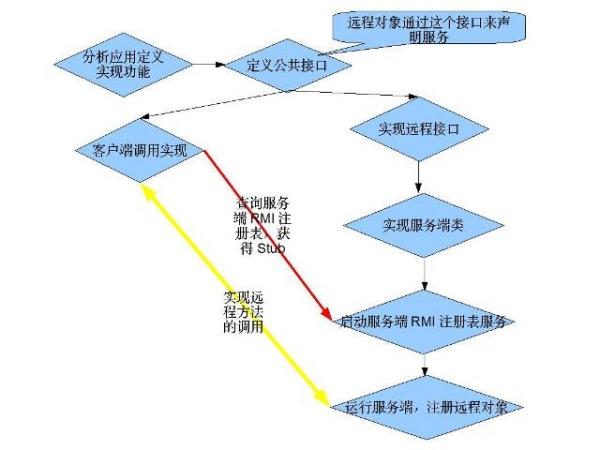 远程对象通过这个接口来声
明服务
分析应用定义
实现功能
定义公共接口
实现远程接口
客户端调用实现
查询服务
端 RMI 注
册表，获
得 Stub
实现服务端类
实现远
程方法
的调用
启动服务端 RMI 注册表服务
运行服务端，注册远程对象